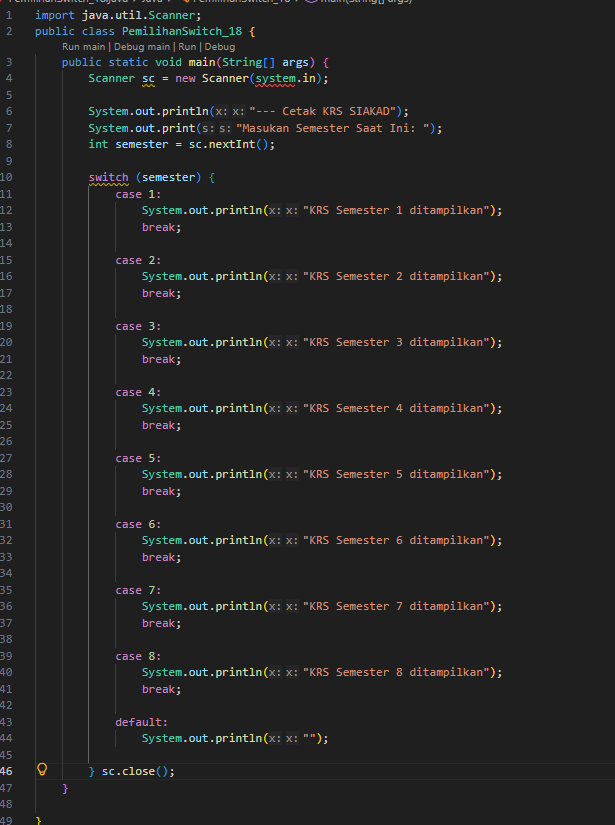 1 import java.util.Scanner;
2 public class PemilihanSwitch_18 {
Run main | Debug main | Run | Debug
3 public static void main(String[] args) {
4 Scanner sc = new Scanner(system.in);
5
6 System.out.println(x: x: "--- Cetak KRS SIAKAD");
7 System.out.print(s: s: "Masukan Semester Saat Ini: ");
8 int semester = sc.nextInt();
9
10 switch (semester) {
11 case 1:
12 System.out.println(x: x: "KRS Semester 1 ditampilkan");
13 break;
14
15 case 2:
16 System.out.println(x: x: "KRS Semester 2 ditampilkan");
17 break;
18
19 case 3:
20 System.out.println(x: x: "KRS Semester 3 ditampilkan");
21 break;
22
23 case 4:
24 System.out.println(x: x: "KRS Semester 4 ditampilkan");
25 break;
26
27 case 5:
28 System.out.println(x: x: "KRS Semester 5 ditampilkan");
29 break;
30
31 case 6:
32 System.out.println(x: x: "KRS Semester 6 ditampilkan");
33 break;
34
35 case 7:
36 System.out.println(x: x: "KRS Semester 7 ditampilkan");
37 break;
38
39 case 8:
40 System.out.println(x: x: "KRS Semester 8 ditampilkan");
41 break;
42
43 default:
44 System.out.println(x: x: "");
45
46 } sc.close();
47 }
48
49 }